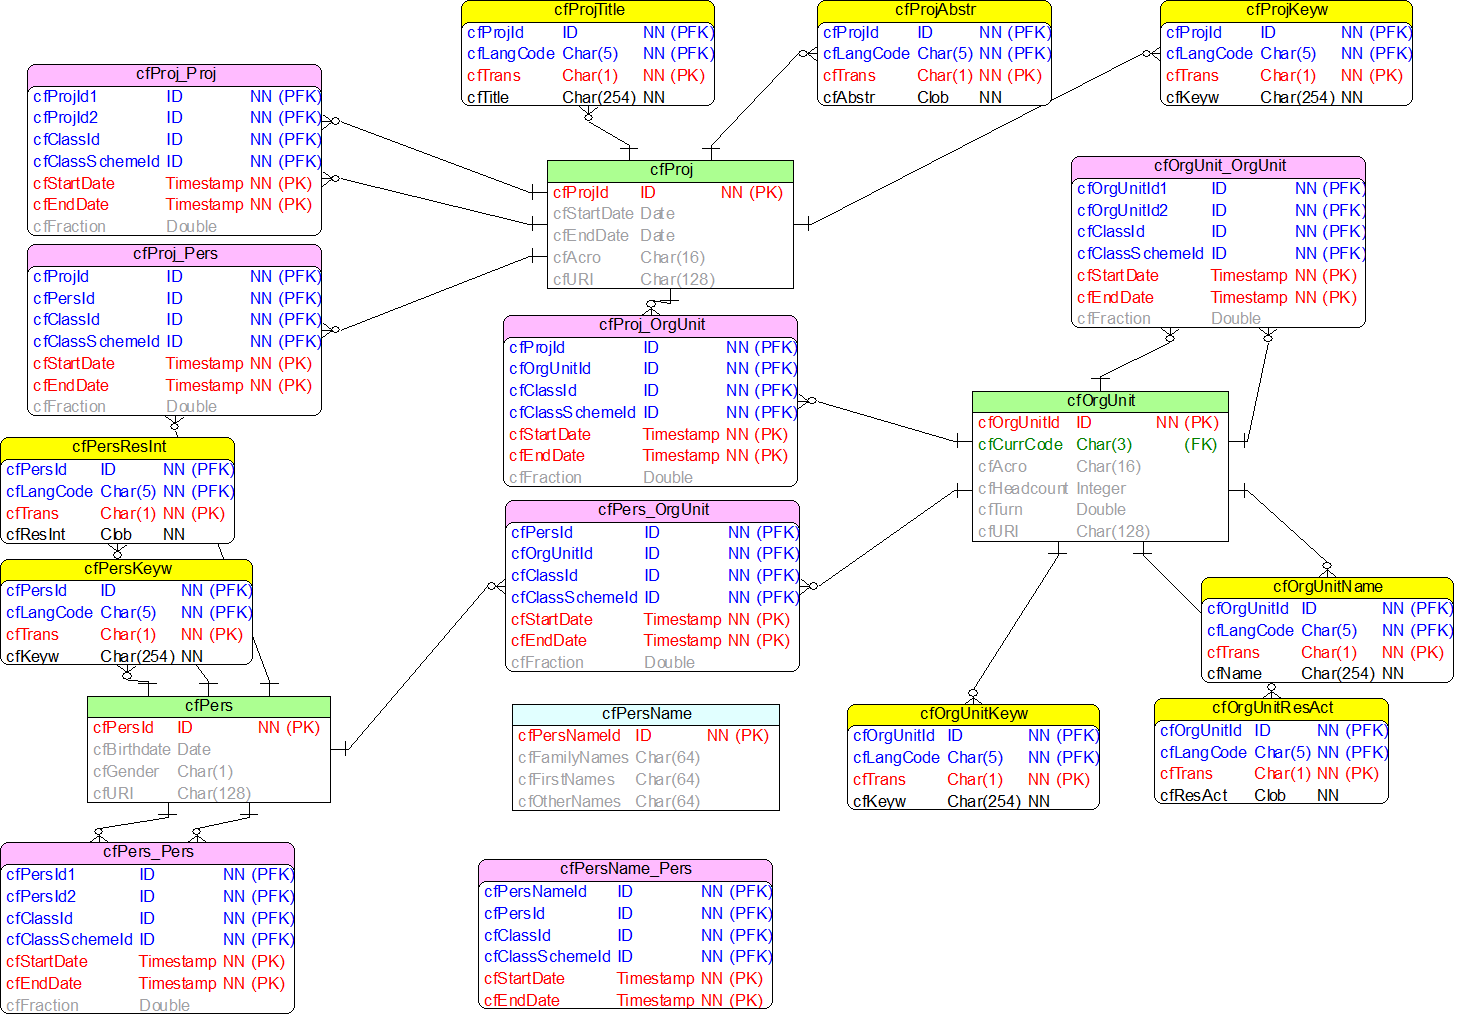 cfProjTitle
cfProjId ID NN (PFK)
cfLangCode Char(5) NN (PFK)
cfTrans Char(1) NN (PK)
cfTitle Char(254) NN
cfProjAbstr
cfProjId ID NN (PFK)
cfLangCode Char(5) NN (PFK)
cfTrans Char(1) NN (PK)
cfAbstr Clob NN
cfProjKeyw
cfProjId ID NN (PFK)
cfLangCode Char(5) NN (PFK)
cfTrans Char(1) NN (PK)
cfKeyw Char(254) NN
cfProj_Proj
cfProjId1 ID NN (PFK)
cfProjId2 ID NN (PFK)
cfClassId ID NN (PFK)
cfClassSchemeId ID NN (PFK)
cfStartDate Timestamp NN (PK)
cfEndDate Timestamp NN (PK)
cfFraction Double
cfProj
cfProjId ID NN (PK)
cfStartDate Date
cfEndDate Date
cfAcro Char(16)
cfURI Char(128)
cfOrgUnit_OrgUnit
cfOrgUnitId1 ID NN (PFK)
cfOrgUnitId2 ID NN (PFK)
cfClassId ID NN (PFK)
cfClassSchemeId ID NN (PFK)
cfStartDate Timestamp NN (PK)
cfEndDate Timestamp NN (PK)
cfFraction Double
cfProj_Pers
cfProjId ID NN (PFK)
cfPersId ID NN (PFK)
cfClassId ID NN (PFK)
cfClassSchemeId ID NN (PFK)
cfStartDate Timestamp NN (PK)
cfEndDate Timestamp NN (PK)
cfFraction Double
cfProj_OrgUnit
cfProjId ID NN (PFK)
cfOrgUnitId ID NN (PFK)
cfClassId ID NN (PFK)
cfClassSchemeId ID NN (PFK)
cfStartDate Timestamp NN (PK)
cfEndDate Timestamp NN (PK)
cfFraction Double
cfOrgUnit
cfOrgUnitId ID NN (PK)
cfCurrCode Char(3) (FK)
cfAcro Char(16)
cfHeadcount Integer
cfTurn Double
cfURI Char(128)
cfPersResInt
cfPersId ID NN (PFK)
cfLangCode Char(5) NN (PFK)
cfTrans Char(1) NN (PK)
cfResInt Clob NN
cfPers_OrgUnit
cfPersId ID NN (PFK)
cfOrgUnitId ID NN (PFK)
cfClassId ID NN (PFK)
cfClassSchemeId ID NN (PFK)
cfStartDate Timestamp NN (PK)
cfEndDate Timestamp NN (PK)
cfFraction Double
cfPersKeyw
cfPersId ID NN (PFK)
cfLangCode Char(5) NN (PFK)
cfTrans Char(1) NN (PK)
cfKeyw Char(254) NN
cfOrgUnitName
cfOrgUnitId ID NN (PFK)
cfLangCode Char(5) NN (PFK)
cfTrans Char(1) NN (PK)
cfName Char(254) NN
cfPers
cfPersId ID NN (PK)
cfBirthdate Date
cfGender Char(1)
cfURI Char(128)
cfPersName
cfPersNameId ID NN (PK)
cfFamilyNames Char(64)
cfFirstNames Char(64)
cfOtherNames Char(64)
cfOrgUnitKeyw
cfOrgUnitId ID NN (PFK)
cfLangCode Char(5) NN (PFK)
cfTrans Char(1) NN (PK)
cfKeyw Char(254) NN
cfOrgUnitResAct
cfOrgUnitId ID NN (PFK)
cfLangCode Char(5) NN (PFK)
cfTrans Char(1) NN (PK)
cfResAct Clob NN
cfPers_Pers
cfPersId1 ID NN (PFK)
cfPersId2 ID NN (PFK)
cfClassId ID NN (PFK)
cfClassSchemeId ID NN (PFK)
cfStartDate Timestamp NN (PK)
cfEndDate Timestamp NN (PK)
cfFraction Double
cfPersName_Pers
cfPersNameId ID NN (PFK)
cfPersId ID NN (PFK)
cfClassId ID NN (PFK)
cfClassSchemeId ID NN (PFK)
cfStartDate Timestamp NN (PK)
cfEndDate Timestamp NN (PK)